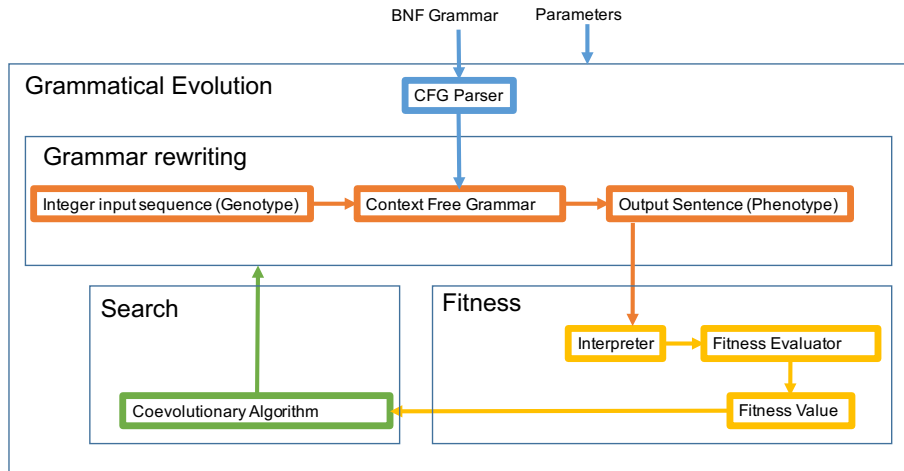 BNF Grammar
Parameters
Grammatical Evolution
CFG Parser
Grammar rewriting
Integer input sequence (Genotype)
Context Free Grammar
Output Sentence (Phenotype)
Search
Fitness
Interpreter
Fitness Evaluator
Coevolutionary Algorithm
Fitness Value